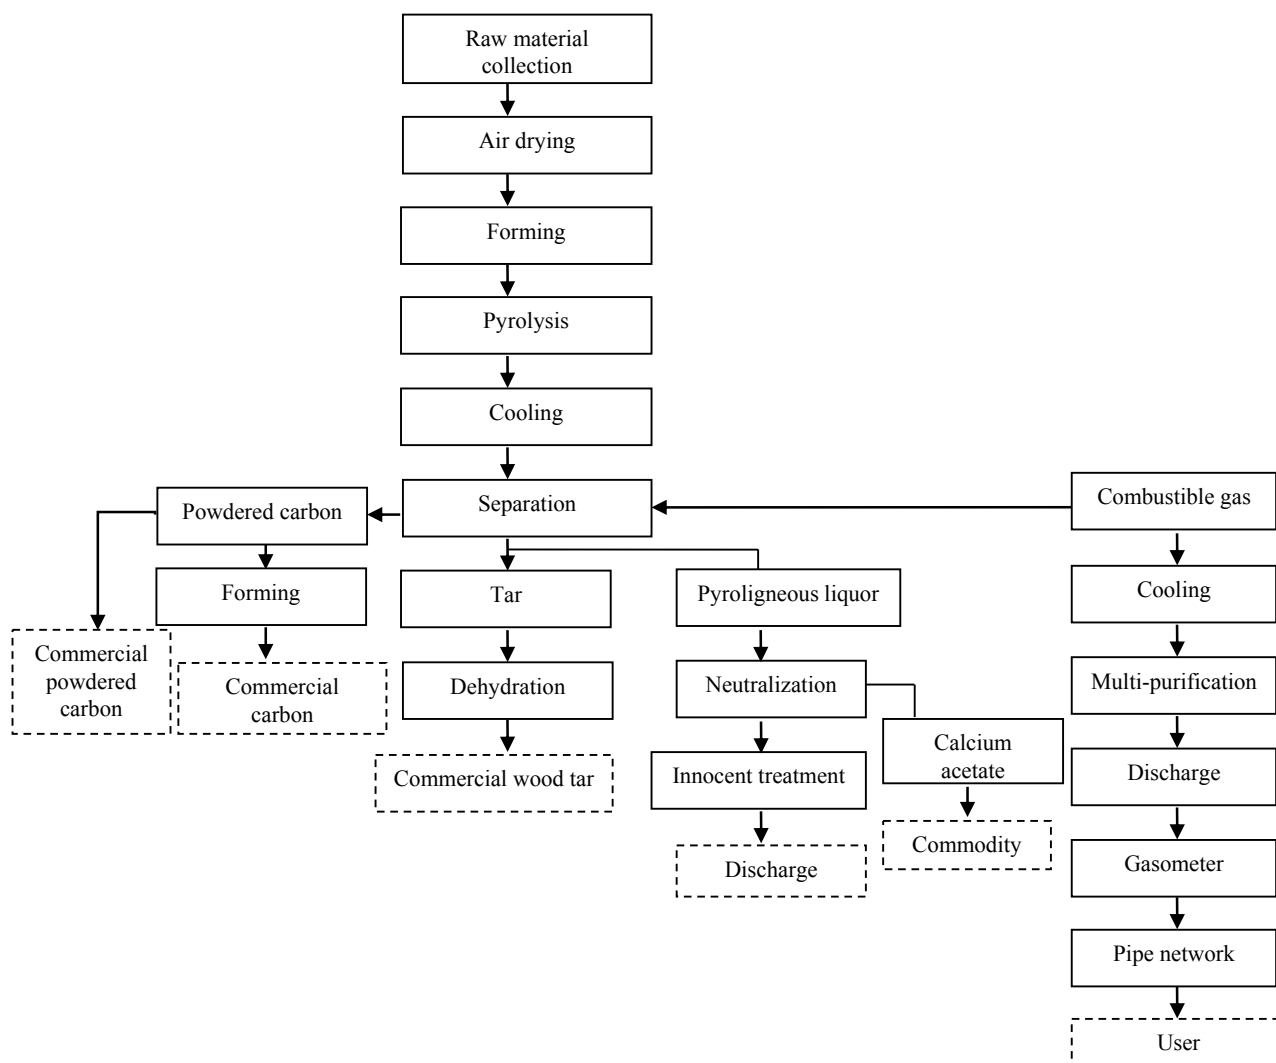 Raw material
collection
Air drying
Forming
Pyrolysis
Cooling
Separation
Powdered carbon
Combustible gas
Forming
Tar
Pyroligneous liquor
Cooling
Commercial
powdered
carbon
Commercial
carbon
Dehydration
Neutralization
Multi-purification
Commercial wood tar
Innocent treatment
Calcium
acetate
Discharge
Discharge
Commodity
Gasometer
Pipe network
User